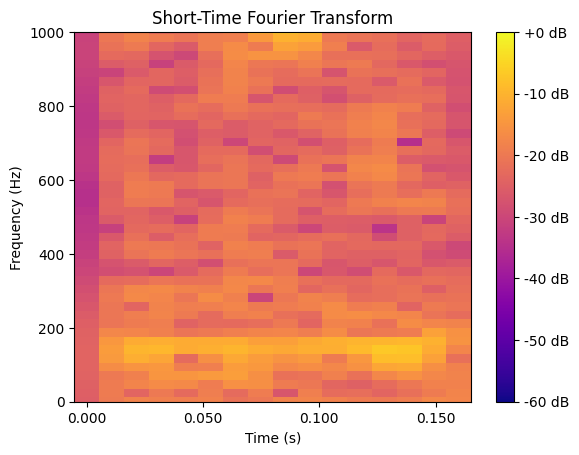 Short-Time Fourier Transform
Frequency (Hz)
1000
800
600
400
200
0
0.000
0.050
0.100
0.150
Time (s)
+0 dB
-10 dB
-20 dB
-30 dB
-40 dB
-50 dB
-60 dB